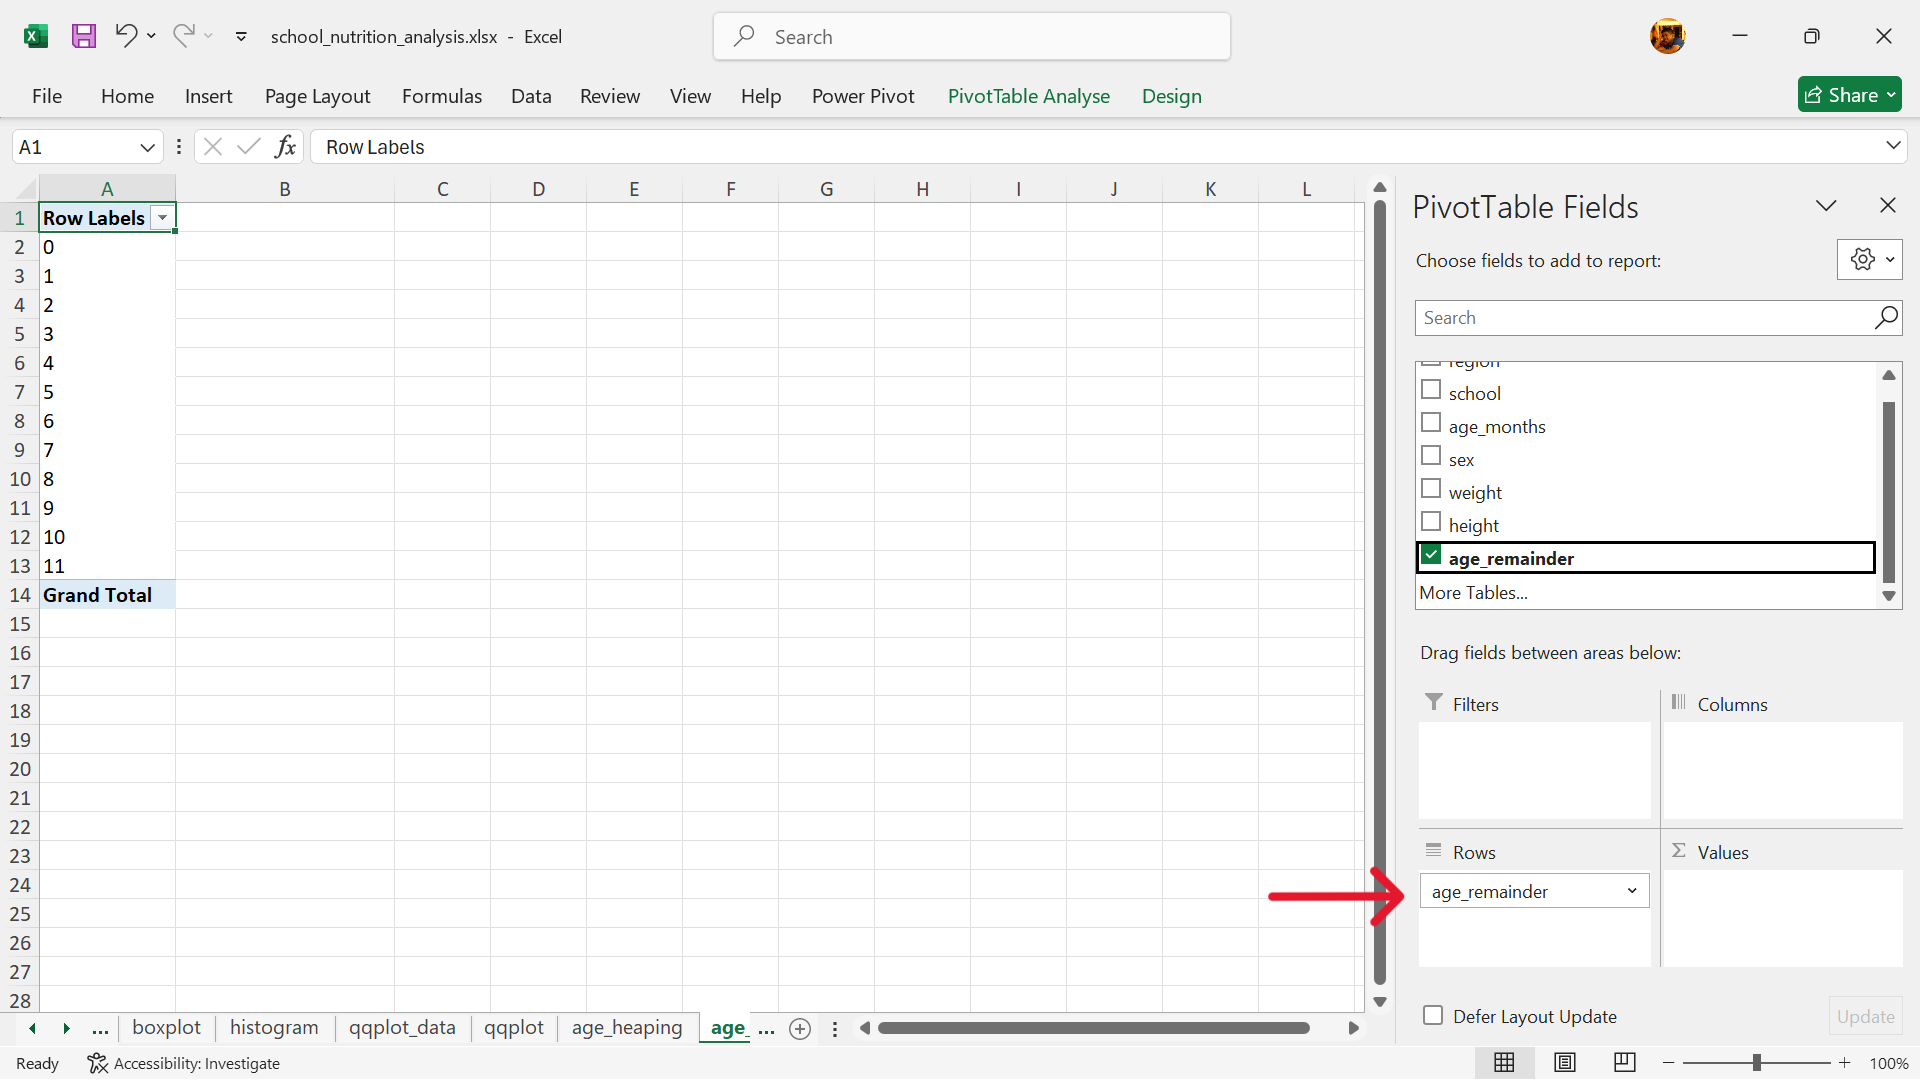 school_nutrition_analysis.xlsx - Excel
Search
File Home Insert Page Layout Formulas Data Review View Help Power Pivot PivotTable Analyse Design Share
A1 fx Row Labels
A B C D E F G H I J K L
1 Row Labels
2 0
3 1
4 2
5 3
6 4
7 5
8 6
9 7
10 8
11 9
12 10
13 11
14 Grand Total
15
16
17
18
19
20
21
22
23
24
25
26
27
28
PivotTable Fields
Choose fields to add to report:
Search
region
school
age_months
sex
weight
height
age_remainder
More Tables...
Drag fields between areas below:
Filters
Columns
Rows
Σ Values
age_remainder
Defer Layout Update
Update
... boxplot histogram qqplot_data qqplot age_heaping age_ ...
Ready
Accessibility: Investigate
100%